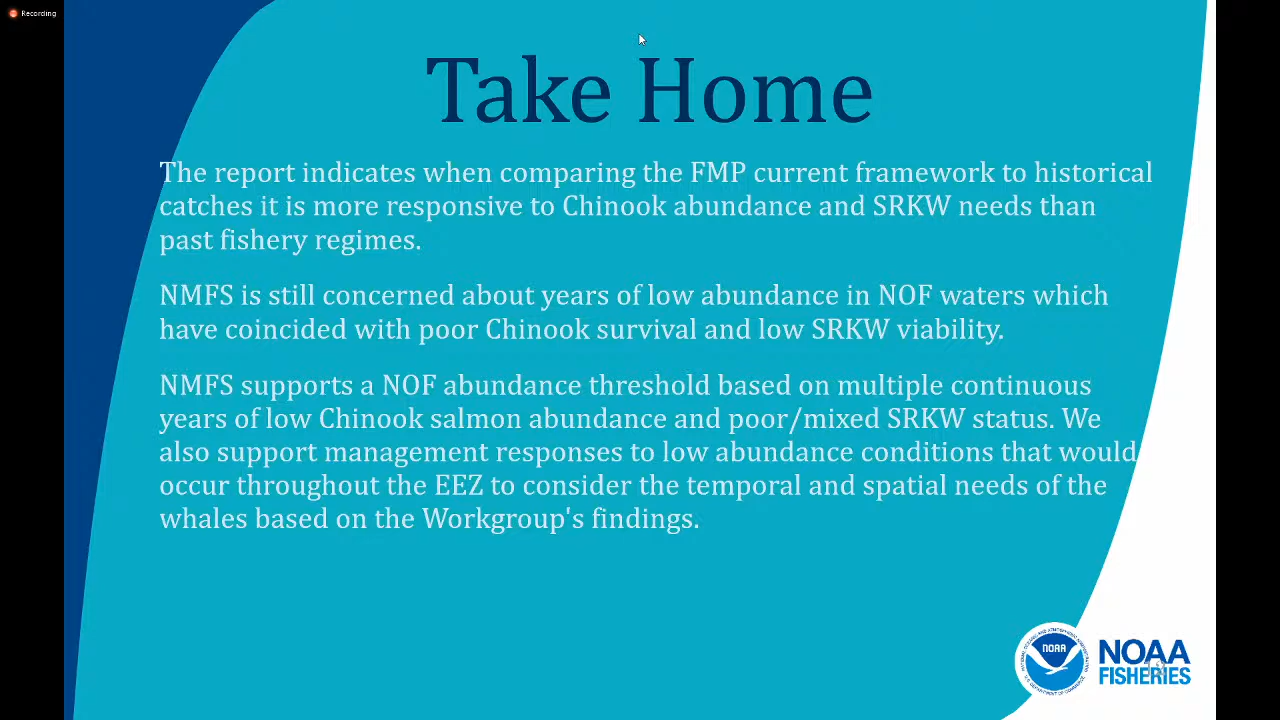 Recording
Take Home
The report indicates when comparing the FMP current framework to historical
catches it is more responsive to Chinook abundance and SRKW needs than
past fishery regimes.
NMFS is still concerned about years of low abundance in NOF waters which
have coincided with poor Chinook survival and low SRKW viability.
NMFS supports a NOF abundance threshold based on multiple continuous
years of low Chinook salmon abundance and poor/mixed SRKW status. We
also support management responses to low abundance conditions that would
occur throughout the EEZ to consider the temporal and spatial needs of the
whales based on the Workgroup's findings.
NOAA
NOAA
FISHERIES